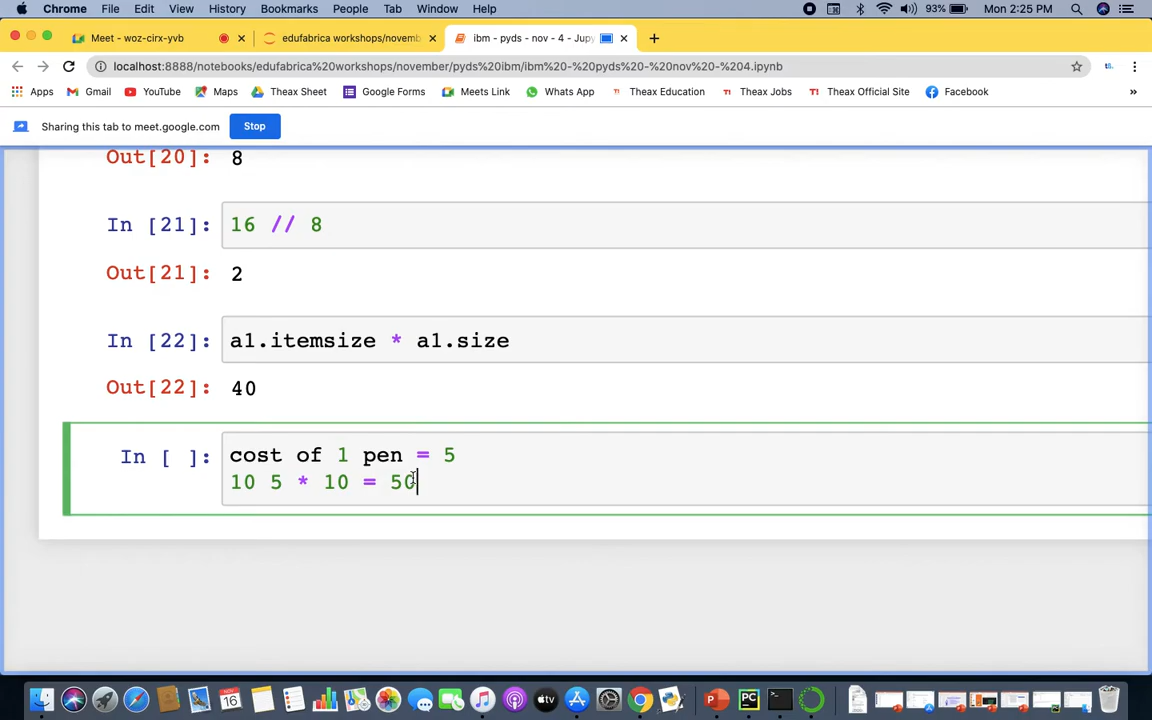 Chrome File Edit View History Bookmarks People Tab Window Help 93% Mon 2:25 PM
Meet - woz-cirx-yvb edufabrica workshops/novemb ibm - pyds - nov - 4 - Jupy
localhost:8888/notebooks/edufabrica%20workshops/november/pyds%20ibm/ibm%20-%20pyds%20-%20nov%20-%204.ipynb
Apps Gmail YouTube Maps Theax Sheet Google Forms Meets Link Whats App Theax Education Theax Jobs Theax Official Site Facebook »
Sharing this tab to meet.google.com Stop
Out[20]: 8
In [21]: 16 // 8
Out[21]: 2
In [22]: a1.itemsize * a1.size
Out[22]: 40
In [ ]: cost of 1 pen = 5
10 5 * 10 = 50
NOV 16 tv PC